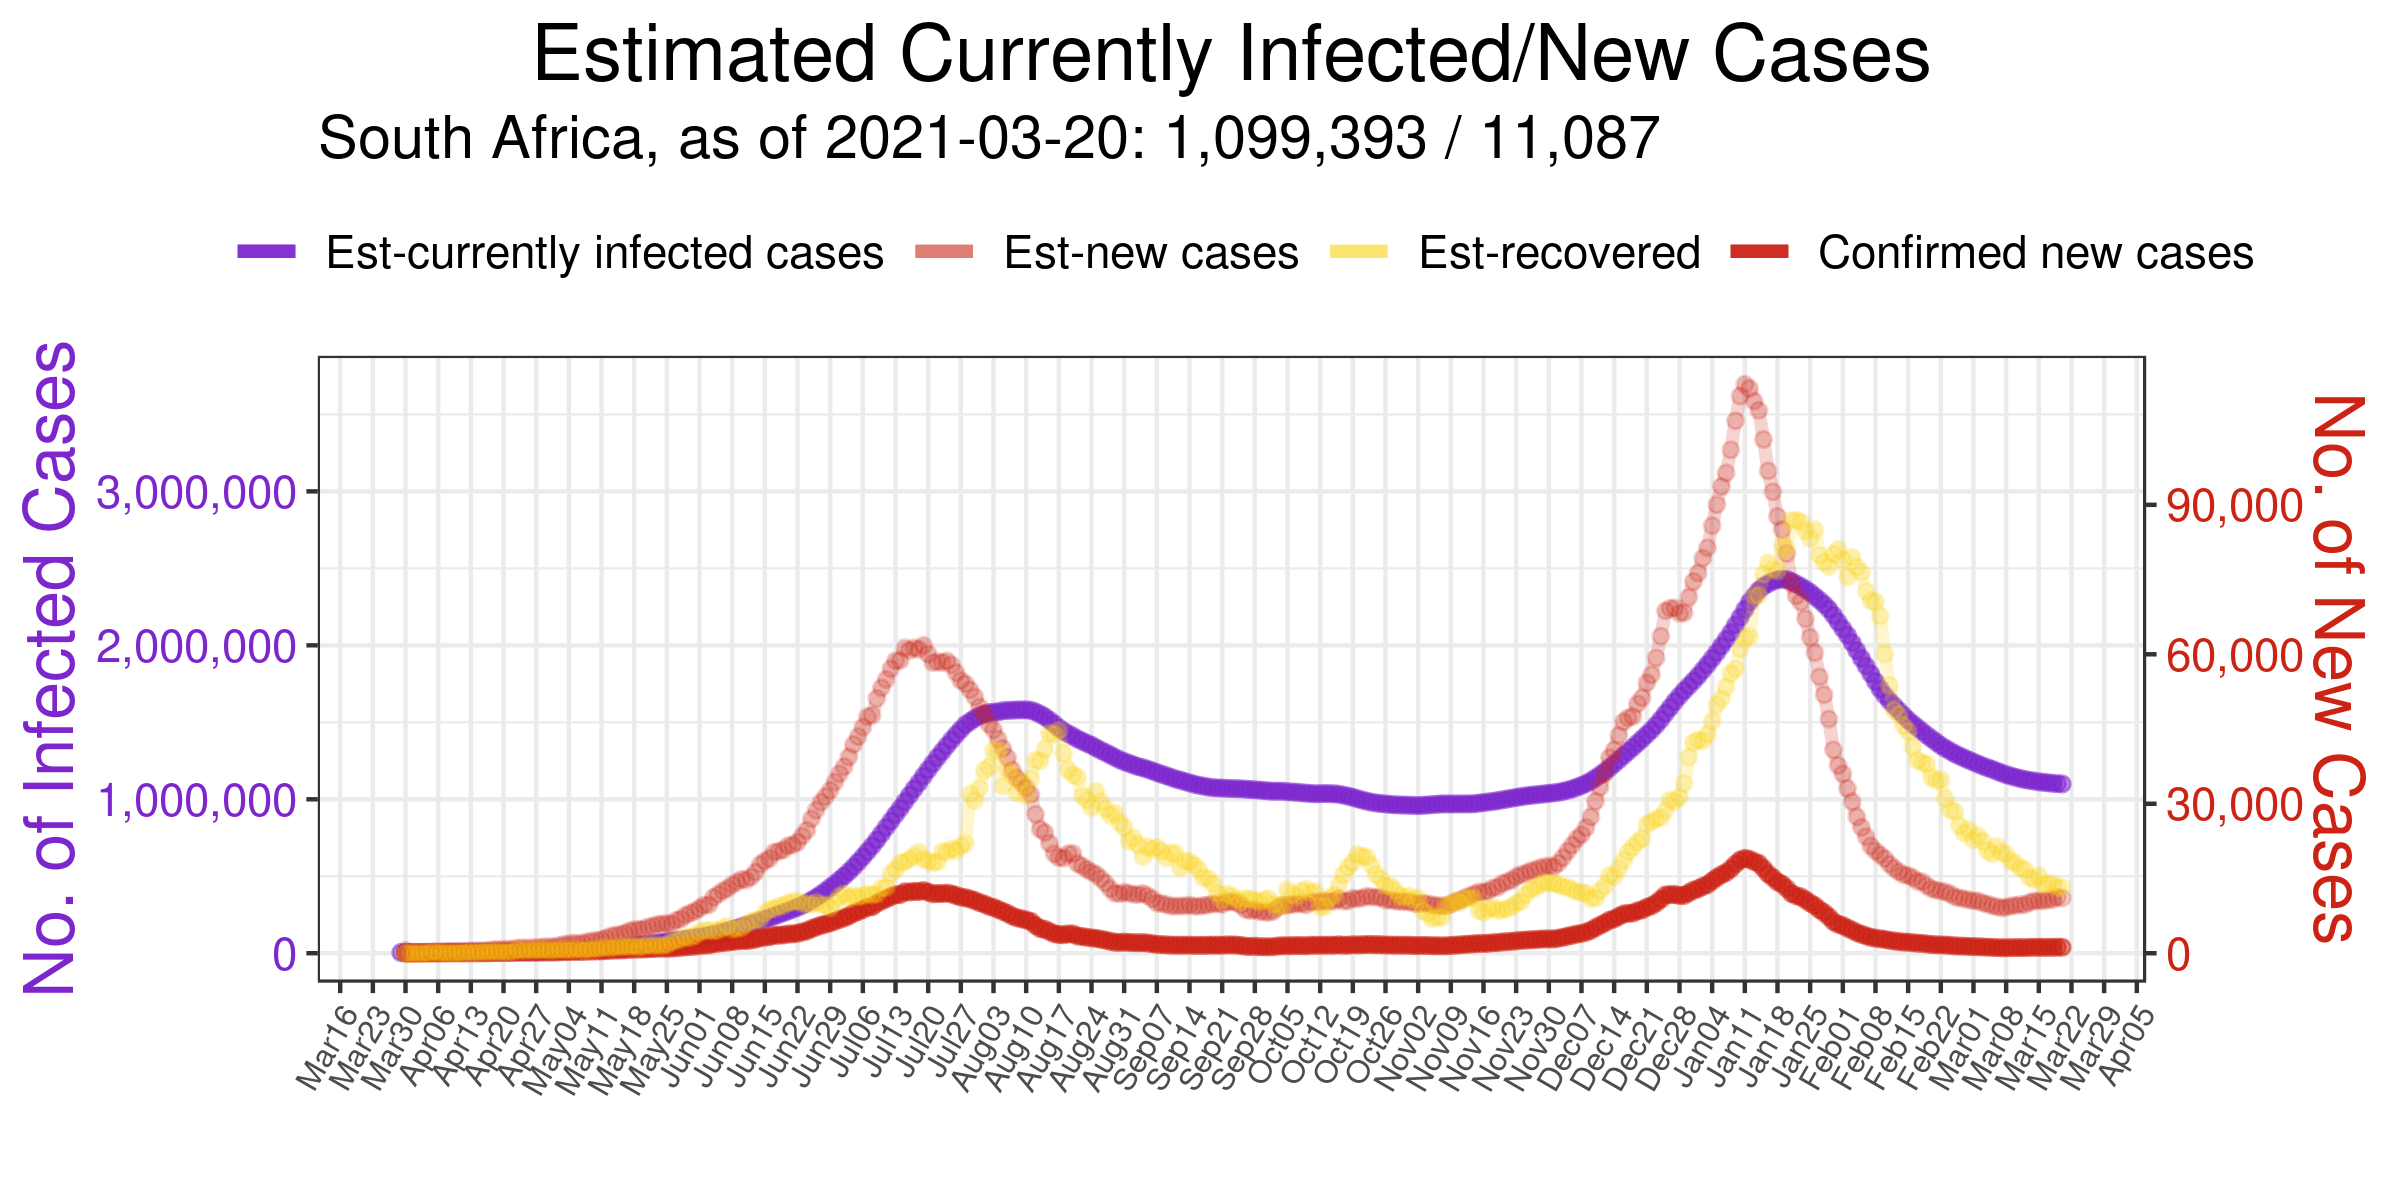 Estimated Currently Infected/New Cases
South Africa, as of 2021-03-20: 1,099,393 / 11,087
Est-currently infected cases Est-new cases Est-recovered Confirmed new cases
No. of Infected Cases
3,000,000
2,000,000
1,000,000
0
90,000
60,000
30,000
0
No. of New Cases
Mar16 Mar23 Mar30 Apr06 Apr13 Apr20 Apr27 May04 May11 May18 May25 Jun01 Jun08 Jun15 Jun22 Jun29 Jul06 Jul13 Jul20 Jul27 Aug03 Aug10 Aug17 Aug24 Aug31 Sep07 Sep14 Sep21 Sep28 Oct05 Oct12 Oct19 Oct26 Nov02 Nov09 Nov16 Nov23 Nov30 Dec07 Dec14 Dec21 Dec28 Jan04 Jan11 Jan18 Jan25 Feb01 Feb08 Feb15 Feb22 Mar01 Mar08 Mar15 Mar22 Mar29 Apr05